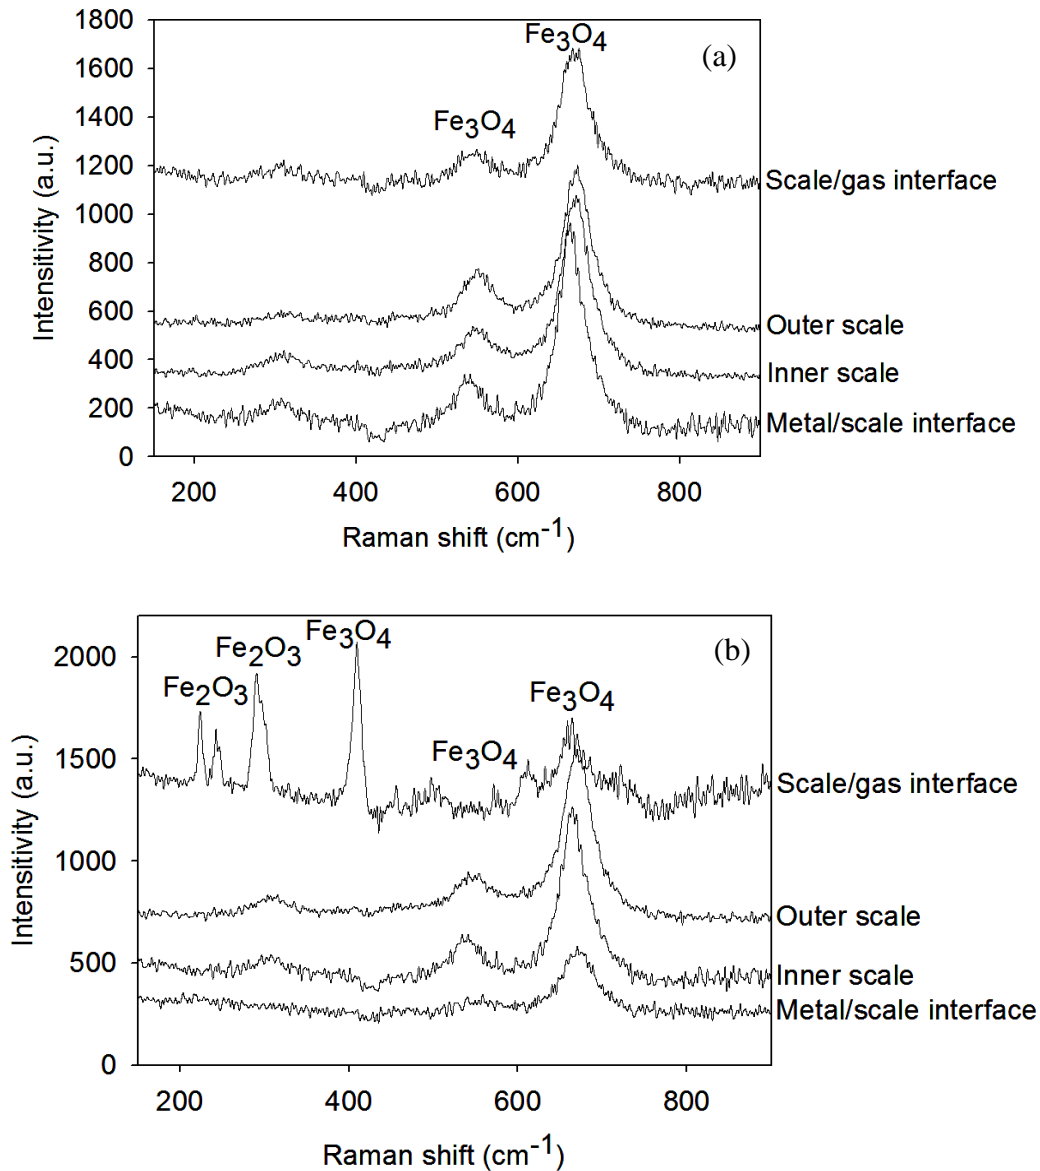 (a)
Fe3O4
Fe3O4
1800
1600
1400
1200
1000
800
600
400
200
0
Intensitivity (a.u.)
Scale/gas interface
Outer scale
Inner scale
Metal/scale interface
200 400 600 800
Raman shift (cm-1)
(b)
Fe3O4
Fe2O3
Fe2O3
Fe3O4
Fe3O4
2000
1500
1000
500
0
Intensitivity (a.u.)
Scale/gas interface
Outer scale
Inner scale
Metal/scale interface
200 400 600 800
Raman shift (cm-1)